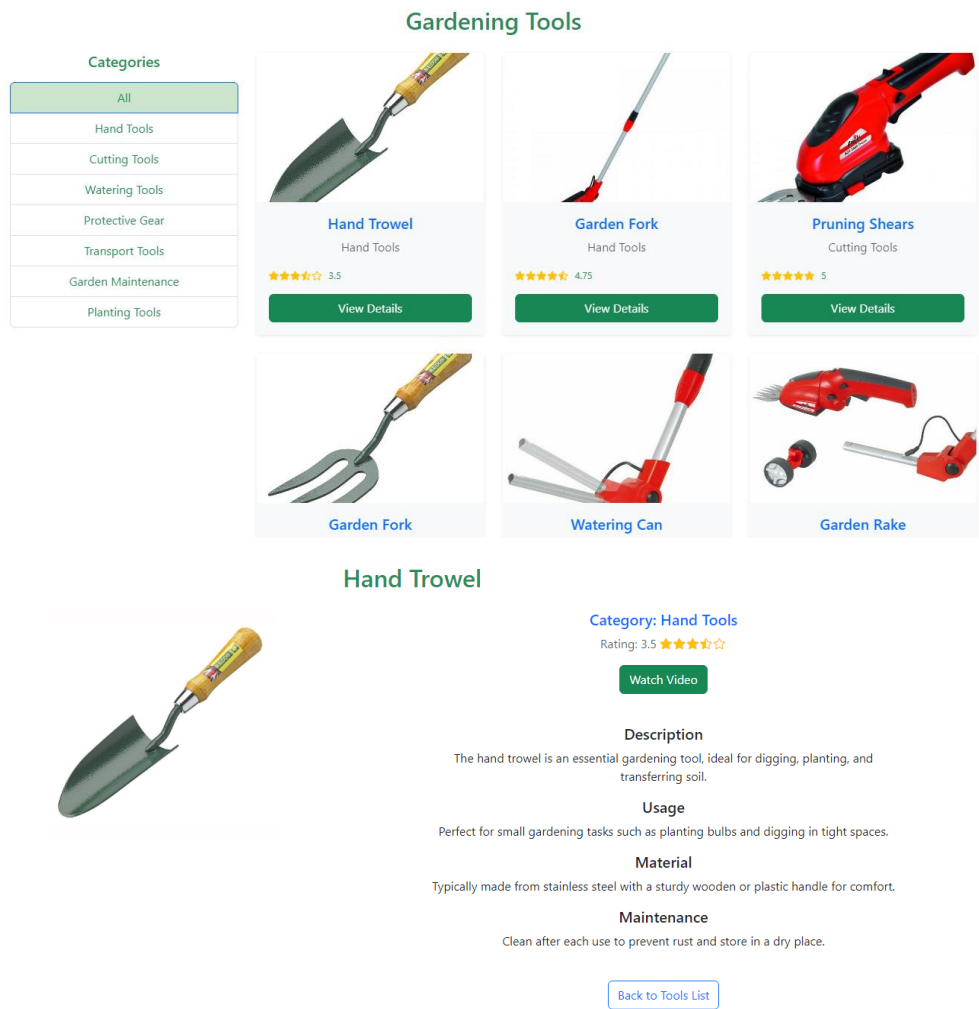 Gardening Tools
Categories
All
Hand Tools
Cutting Tools
Watering Tools
Protective Gear
Transport Tools
Garden Maintenance
Planting Tools
Hand Trowel
Hand Tools
3.5
View Details
Garden Fork
Hand Tools
4.75
View Details
Pruning Shears
Cutting Tools
5
View Details
Garden Fork
Watering Can
Garden Rake
Hand Trowel
Category: Hand Tools
Rating: 3.5
Watch Video
Description
The hand trowel is an essential gardening tool, ideal for digging, planting, and
transferring soil.
Usage
Perfect for small gardening tasks such as planting bulbs and digging in tight spaces.
Material
Typically made from stainless steel with a sturdy wooden or plastic handle for comfort.
Maintenance
Clean after each use to prevent rust and store in a dry place.
Back to Tools List